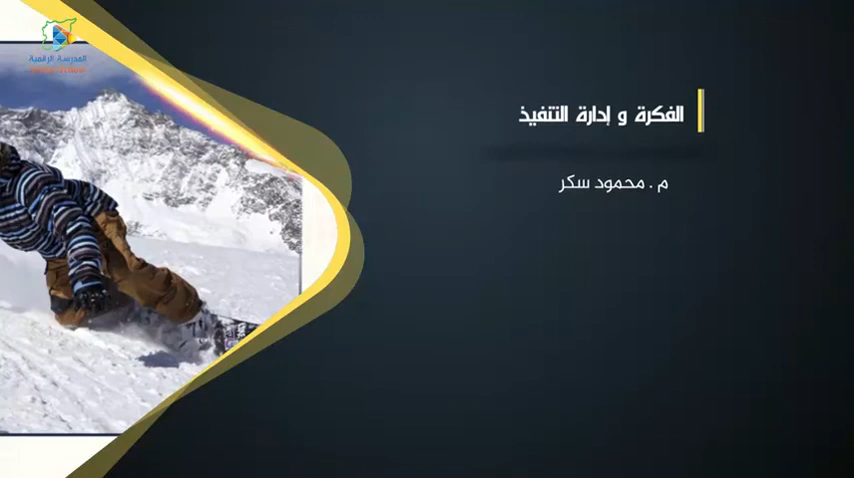 المدرسة الرقمية
الفكرة و إدارة التنفيذ
م . محمود سكر